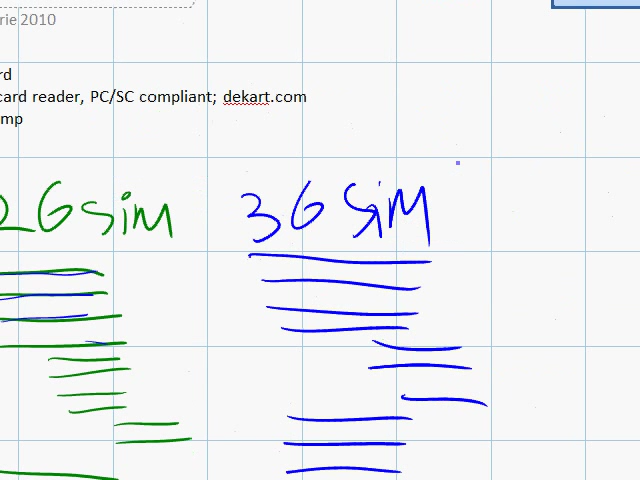 rie 2010
rd
card reader, PC/SC compliant; dekart.com
mp
2G SiM 3G SiM